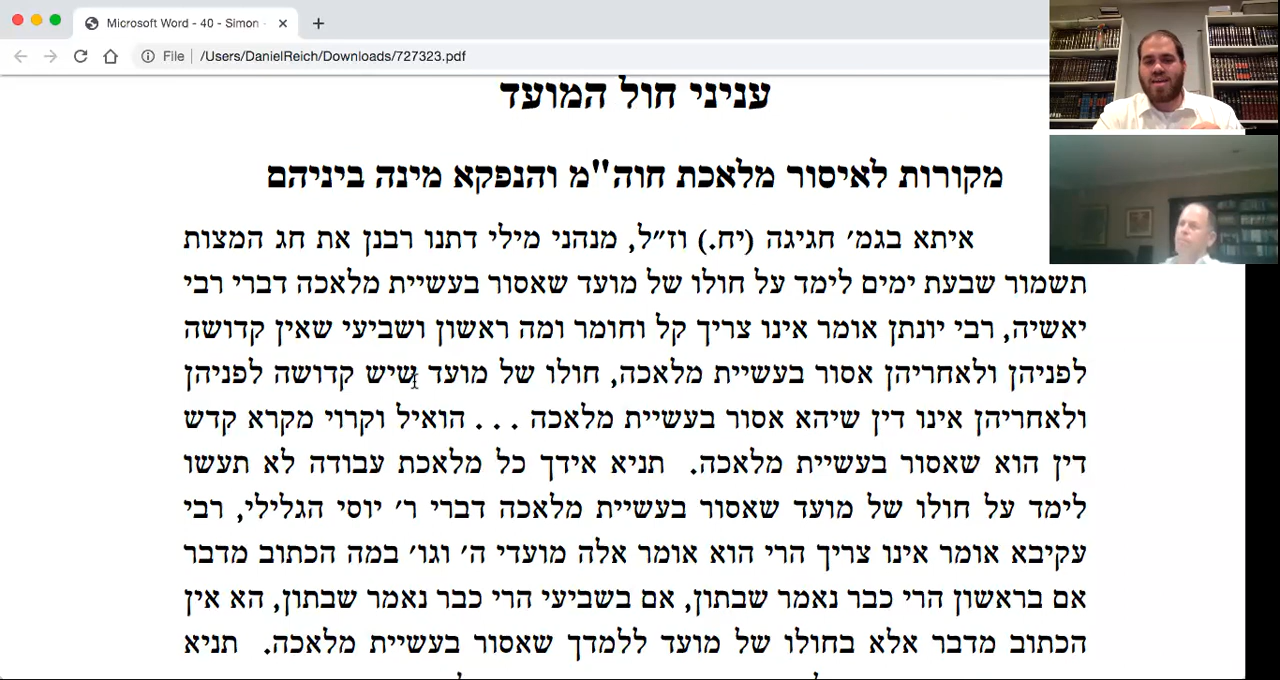 Microsoft Word - 40 - Simon
File
/Users/DanielReich/Downloads/727323.pdf
עניני חול המועד
מקורות לאיסור מלאכת חוה"מ והנפקא מינה ביניהם
איתא בגמ׳ חגיגה (יח.) וז״ל, מנהני מילי דתנו רבנן את חג המצות
תשמור שבעת ימים לימד על חולו של מועד שאסור בעשיית מלאכה דברי רבי
יאשיה, רבי יונתן אומר אינו צריך קל וחומר ומה ראשון ושביעי שאין קדושה
לפניהן ולאחריהן אסור בעשיית מלאכה, חולו של מועד שיש קדושה לפניהן
ולאחריהן אינו דין שיהא אסור בעשיית מלאכה . . . הואיל וקרוי מקרא קדש
דין הוא שאסור בעשיית מלאכה. תניא אידך כל מלאכת עבודה לא תעשו
לימד על חולו של מועד שאסור בעשיית מלאכה דברי ר׳ יוסי הגלילי, רבי
עקיבא אומר אינו צריך הרי הוא אומר אלה מועדי ה׳ וגו׳ במה הכתוב מדבר
אם בראשון הרי כבר נאמר שבתון, אם בשביעי הרי כבר נאמר שבתון, הא אין
הכתוב מדבר אלא בחולו של מועד ללמדך שאסור בעשיית מלאכה. תניא